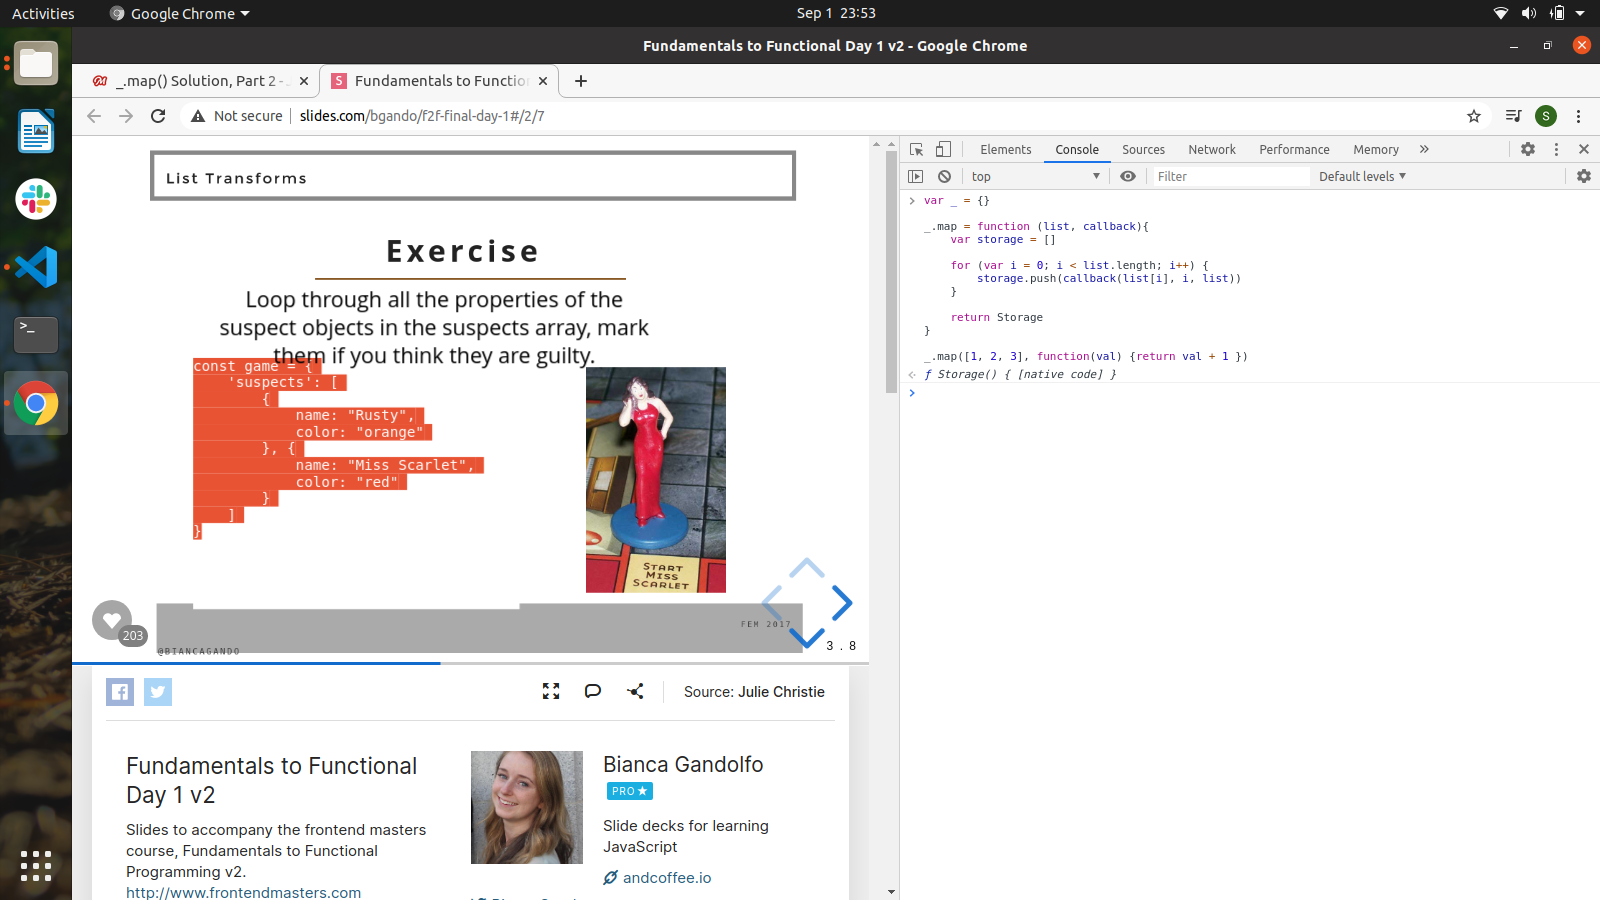 Activities
Google Chrome
Sep 1 23:53
Fundamentals to Functional Day 1 v2 - Google Chrome
_.map() Solution, Part 2 -
Fundamentals to Functio
Not secure
slides.com/bgando/f2f-final-day-1#/2/7
S
S
List Transforms
Exercise
Loop through all the properties of the
suspect objects in the suspects array, mark
them if you think they are guilty.
const game = {
    'suspects': [
        {
            name: "Rusty",
            color: "orange"
        }, {
            name: "Miss Scarlet",
            color: "red"
        }
    ]
}
START
MISS
SCARLET
203
FEM 2017
@BIANCAGANDO
3.8
Source: Julie Christie
Fundamentals to Functional
Day 1 v2
Slides to accompany the frontend masters
course, Fundamentals to Functional
Programming v2.
http://www.frontendmasters.com
Bianca Gandolfo
PRO
Slide decks for learning
JavaScript
andcoffee.io
Elements
Console
Sources
Network
Performance
Memory
top
Filter
Default levels
var _ = {}
_.map = function (list, callback){
    var storage = []
    for (var i = 0; i < list.length; i++) {
        storage.push(callback(list[i], i, list))
    }
    return Storage
}
_.map([1, 2, 3], function(val) {return val + 1 })
ƒ Storage() { [native code] }